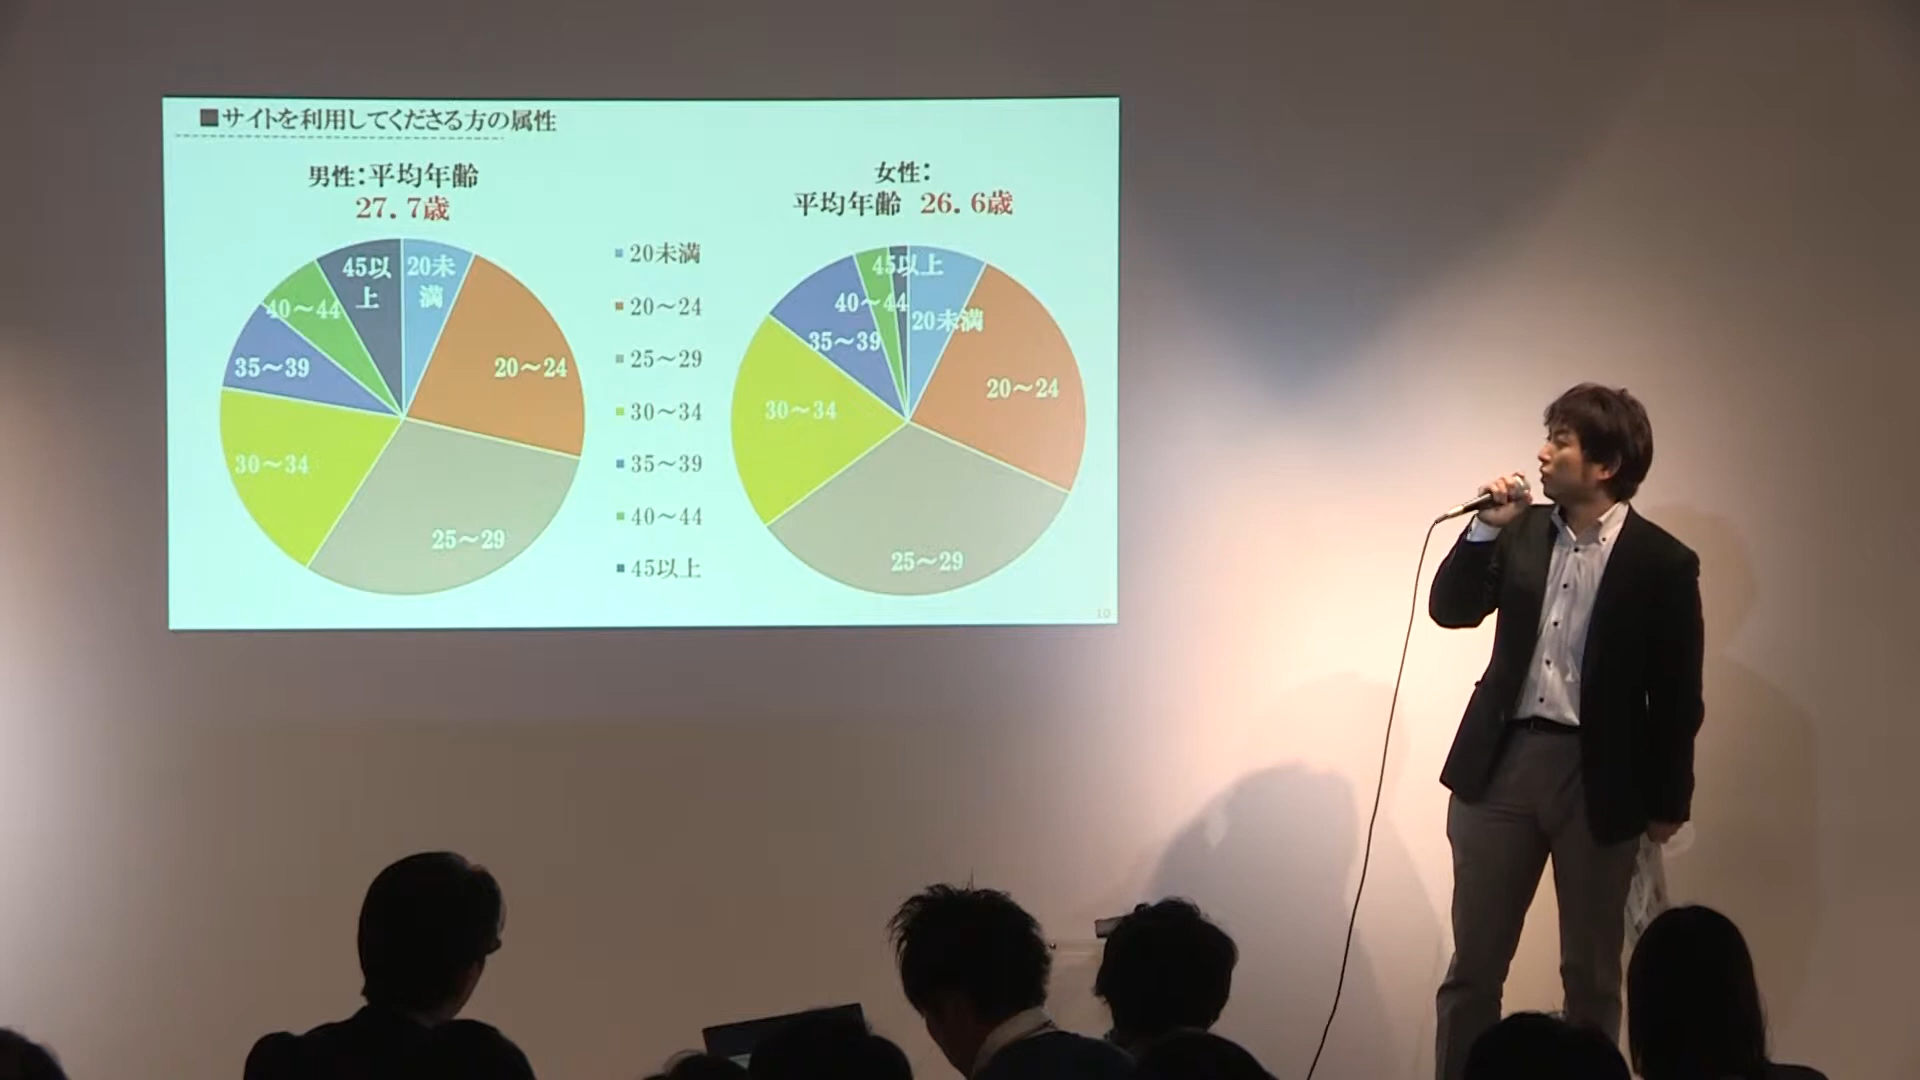 ■サイトを利用してくださる方の属性
男性:平均年齢
27.7歳
女性:
平均年齢 26.6歳
45以上
20未満
40～44
35～39
20～24
30～34
25～29
20未満
20～24
25～29
30～34
35～39
40～44
45以上
45以上
40～44
20未満
35～39
20～24
30～34
25～29
10